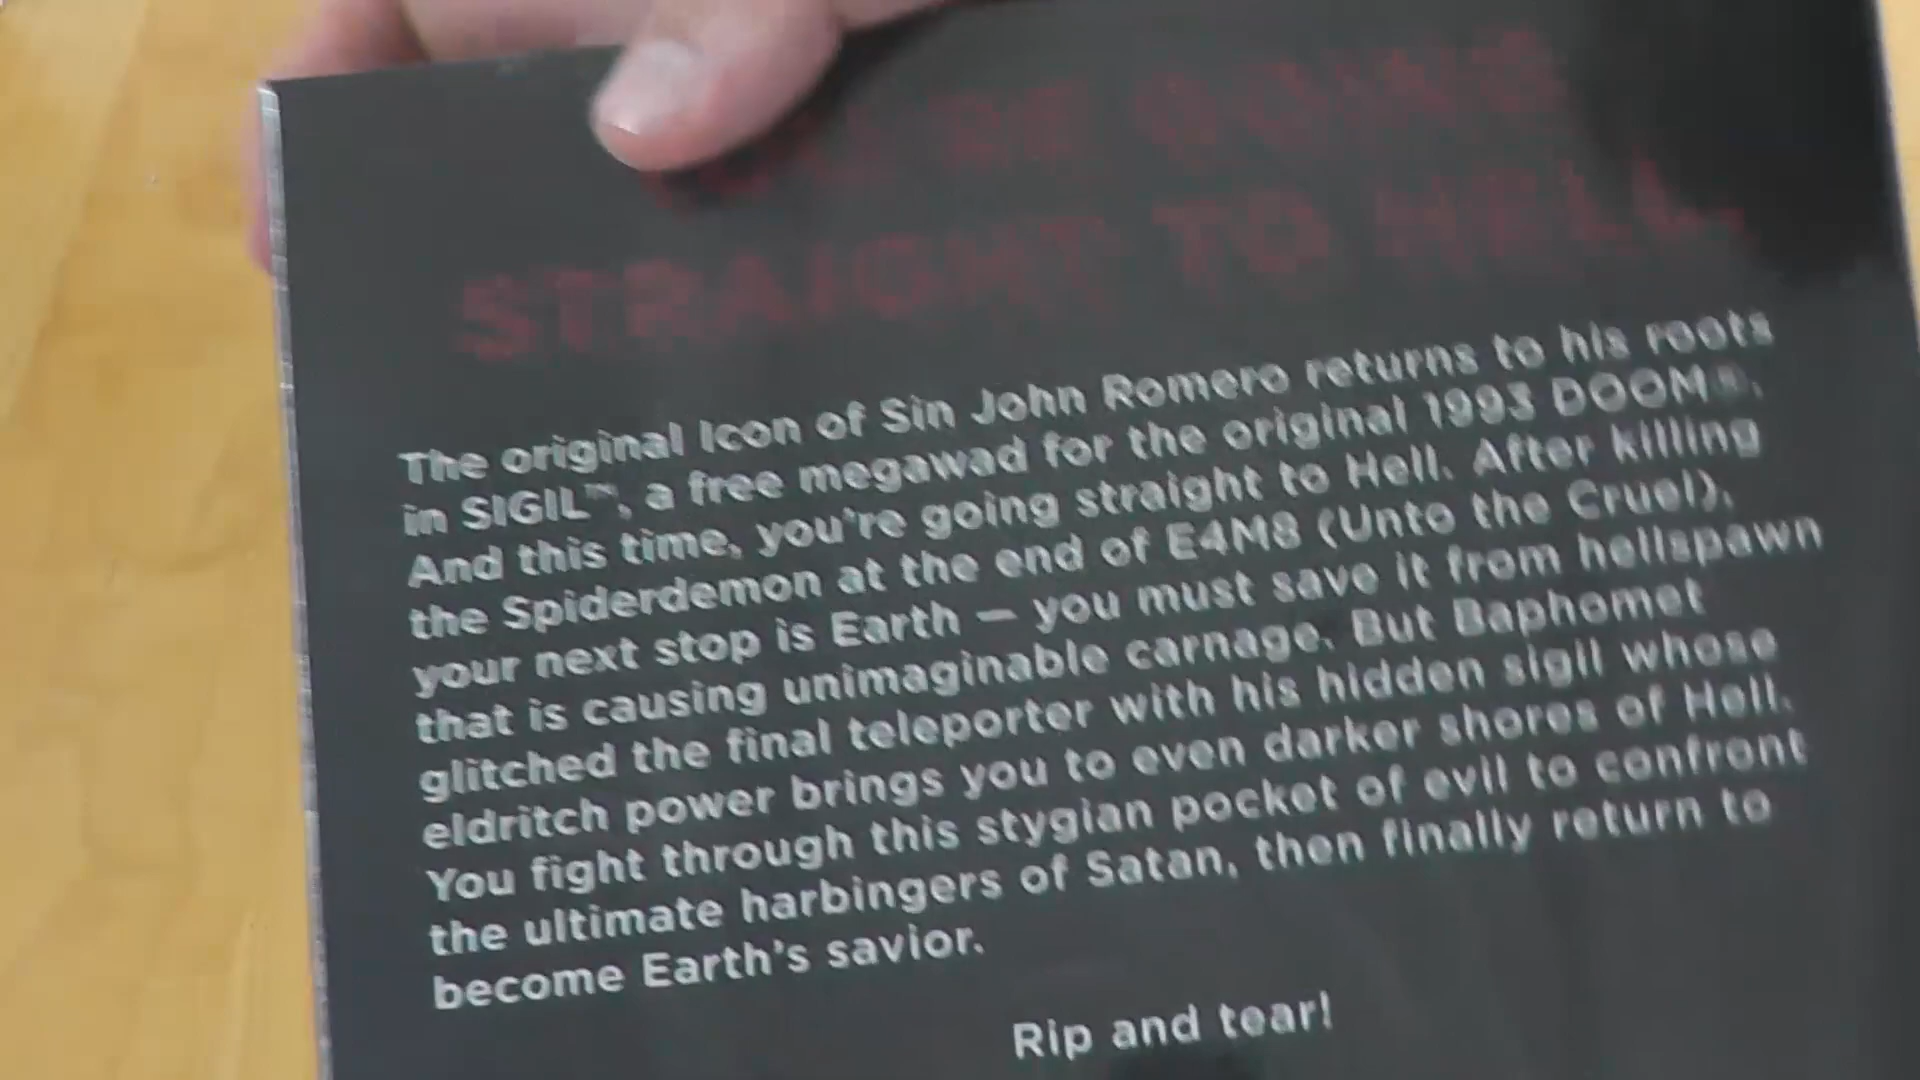 BE GOING
STRAIGHT TO HELL.
The original Icon of Sin John Romero returns to his roots
in SIGIL™, a free megawad for the original 1993 DOOM®.
And this time, you're going straight to Hell. After killing
the Spiderdemon at the end of E4M8 (Unto the Cruel),
your next stop is Earth — you must save it from hellspawn
that is causing unimaginable carnage. But Baphomet
glitched the final teleporter with his hidden sigil whose
eldritch power brings you to even darker shores of Hell.
You fight through this stygian pocket of evil to confront
the ultimate harbingers of Satan, then finally return to
become Earth's savior.
Rip and tear!